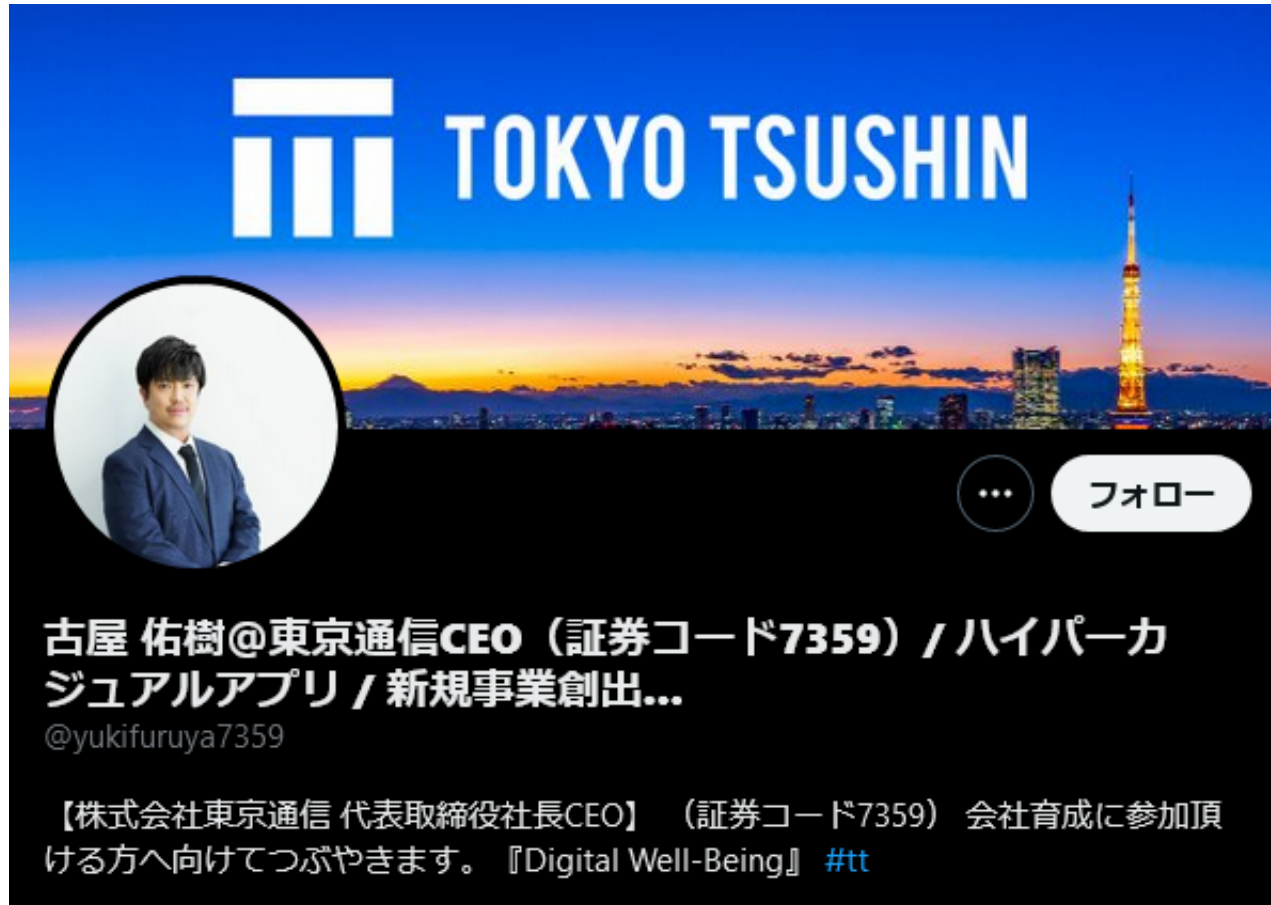 TOKYO TSUSHIN
フォロー
古屋 佑樹@東京通信CEO（証券コード7359）/ ハイパーカ
ジュアルアプリ / 新規事業創出...
@yukifuruya7359
【株式会社東京通信 代表取締役社長CEO】 （証券コード7359） 会社育成に参加頂
ける方へ向けてつぶやきます。『Digital Well-Being』 #tt